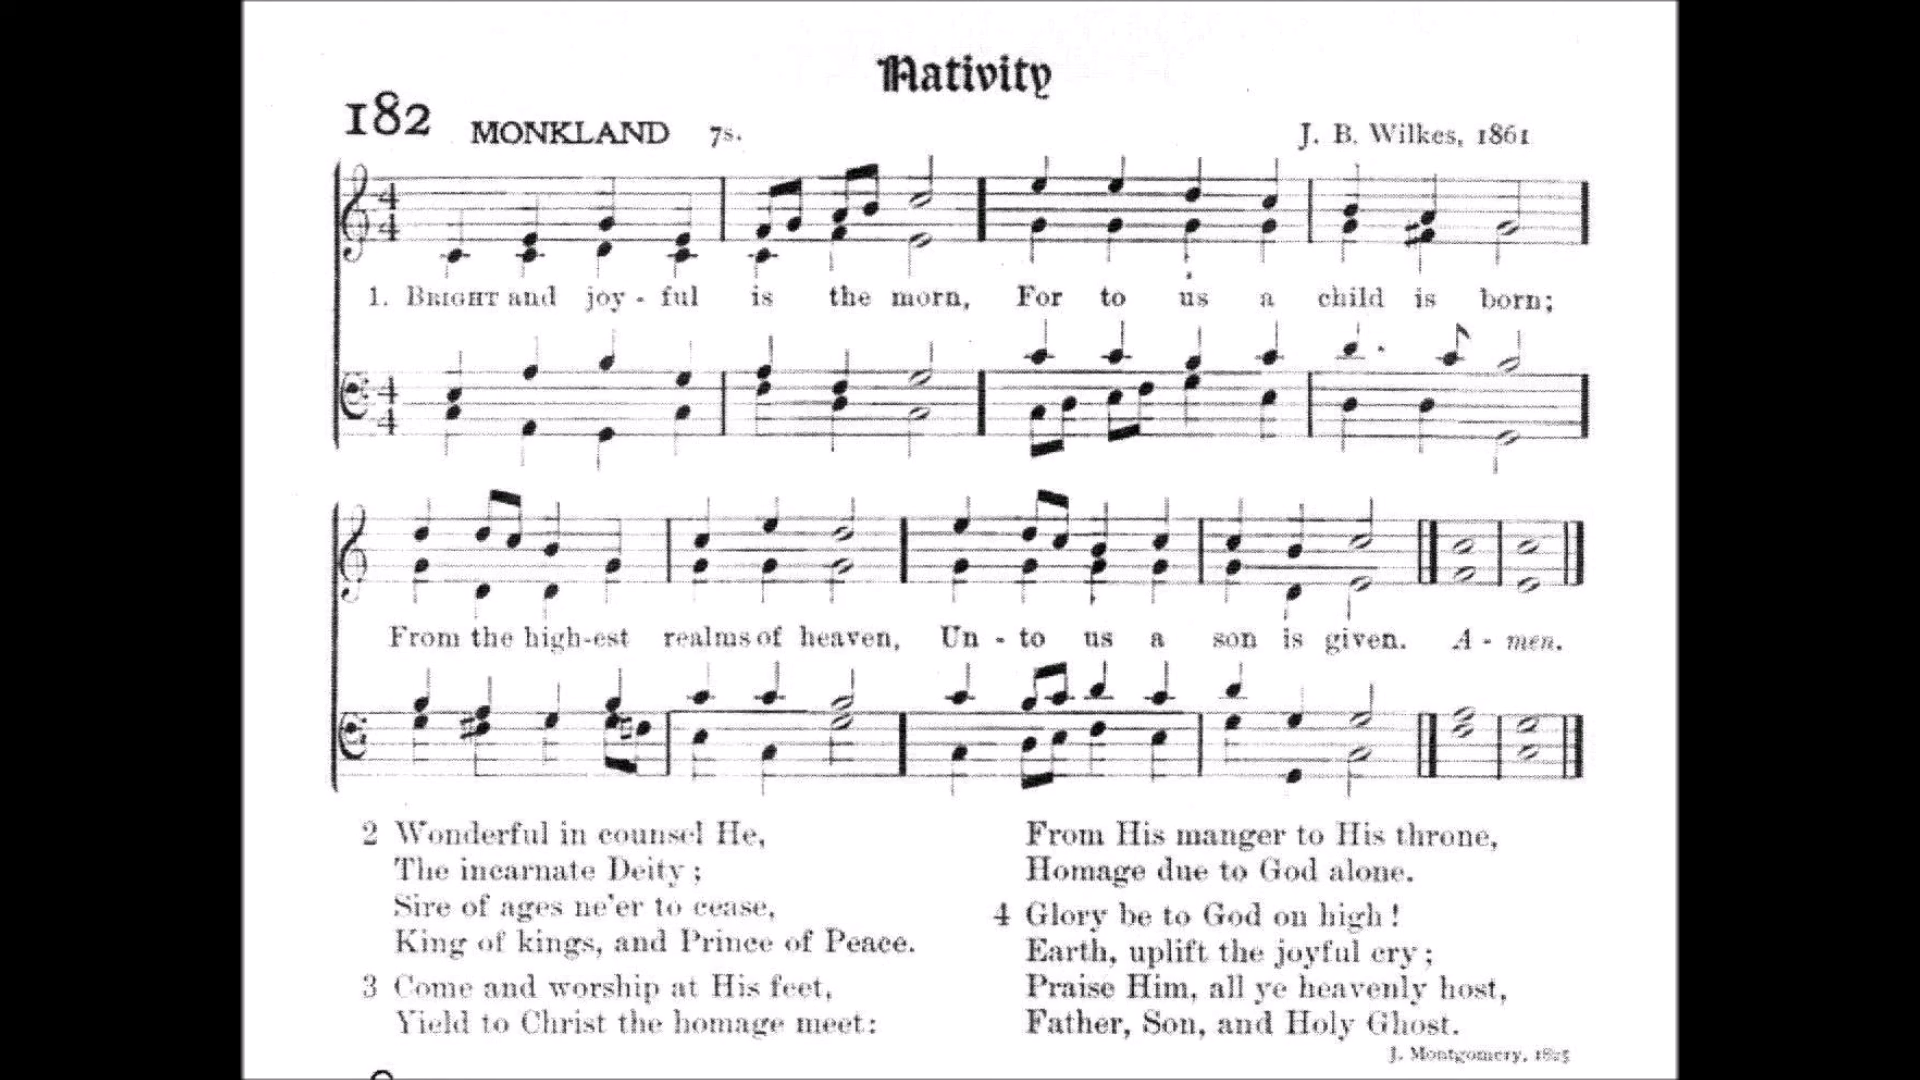 Nativity
182 MONKLAND 7s. J. B. Wilkes, 1861
1. BRIGHT and joy - ful is the morn, For to us a child is born;
From the high-est realms of heaven, Un - to us a son is given. A - men.
2 Wonderful in counsel He,
The incarnate Deity;
Sire of ages ne'er to cease,
King of kings, and Prince of Peace.
3 Come and worship at His feet,
Yield to Christ the homage meet:
From His manger to His throne,
Homage due to God alone.
4 Glory be to God on high!
Earth, uplift the joyful cry;
Praise Him, all ye heavenly host,
Father, Son, and Holy Ghost.
J. Montgomery, 1825